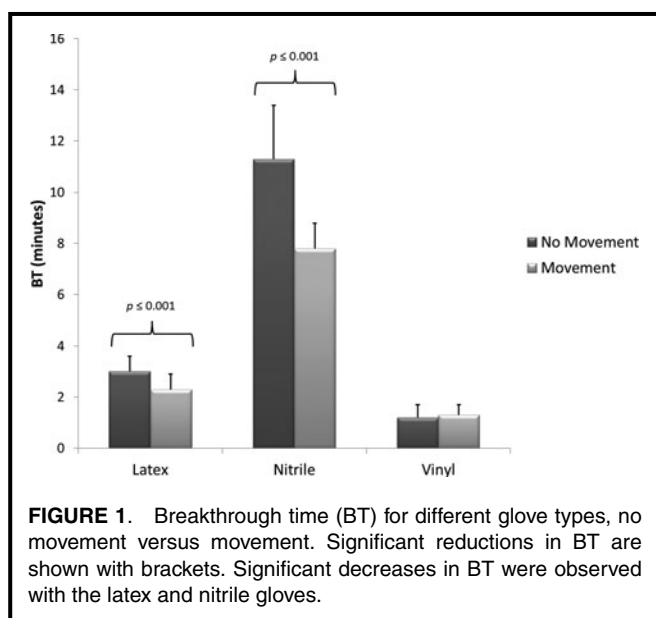 16
14
12
10
8
6
4
2
0
BT (minutes)
p ≤ 0.001
p ≤ 0.001
No Movement
Movement
Latex Nitrile Vinyl
FIGURE 1. Breakthrough time (BT) for different glove types, no
movement versus movement. Significant reductions in BT are
shown with brackets. Significant decreases in BT were observed
with the latex and nitrile gloves.